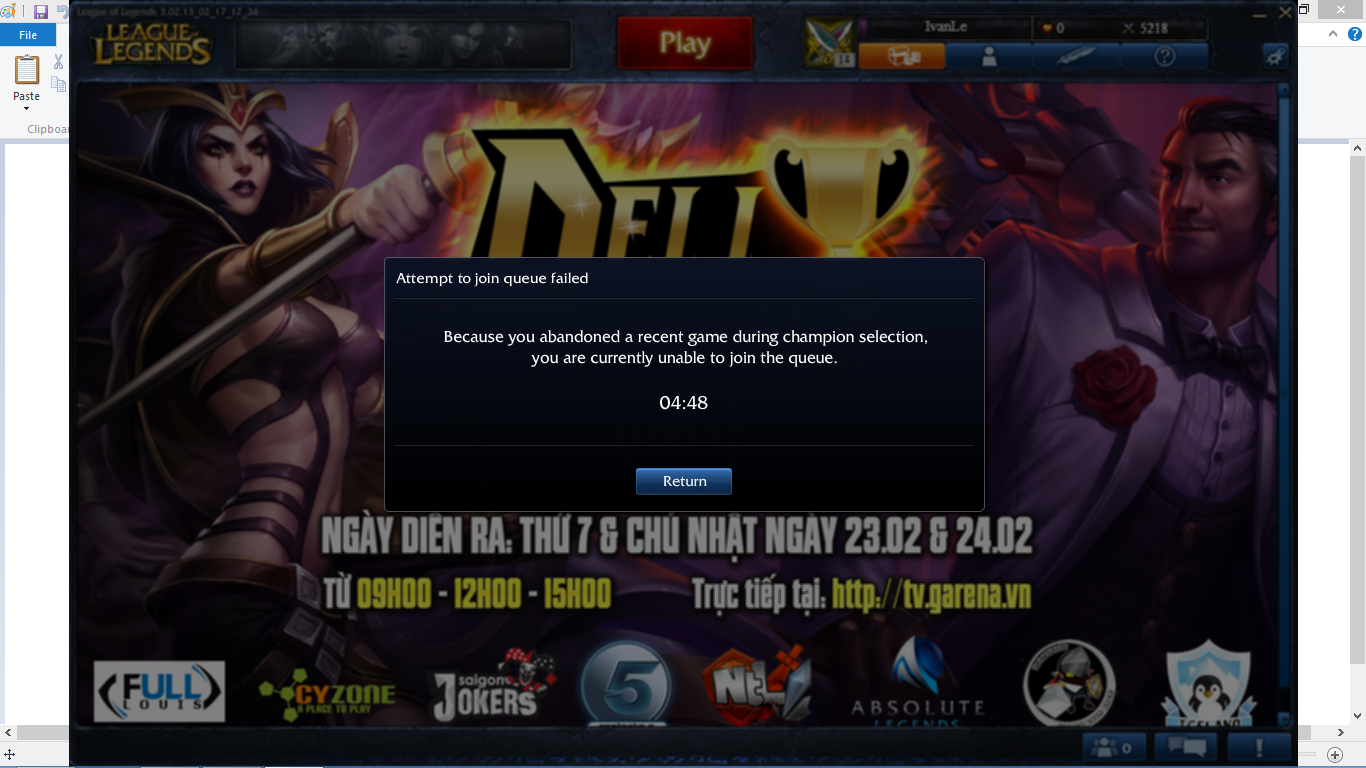 File
Paste
Clipboar
League of Legends 3.02.13_02_17_12_34
LEAGUE
OF
LEGENDS
Play
14
IvanLe
0
5218
DELL
Attempt to join queue failed
Because you abandoned a recent game during champion selection,
you are currently unable to join the queue.
04:48
Return
NGÀY DIỄN RA: THỨ 7 & CHỦ NHẬT NGÀY 23.02 & 24.02
TỪ 09H00 - 12H00 - 15H00
Trực tiếp tại: http://tv.garena.vn
FULL
LOUIS
CYZONE
A PLACE TO PLAY
saigon
JOKERS
5
ABSOLUTE
LEGENDS
0